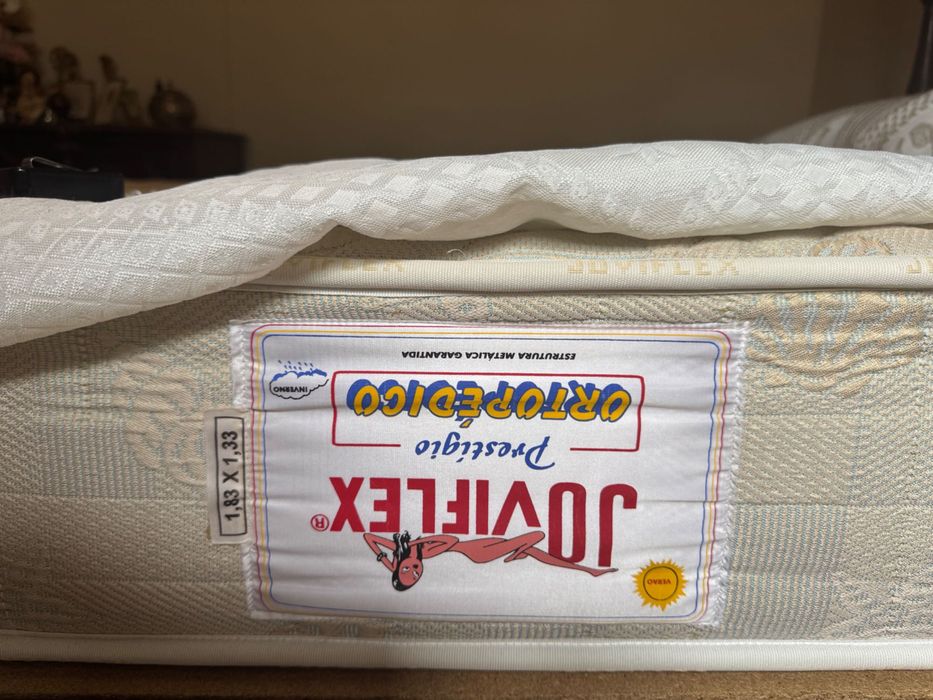 JOVIFLEX
VERÃO
JOVIFLEX®
Prestígio
ORTOPÉDICO
INVERNO
ESTRUTURA METÁLICA GARANTIDA
1,83 X 1,33